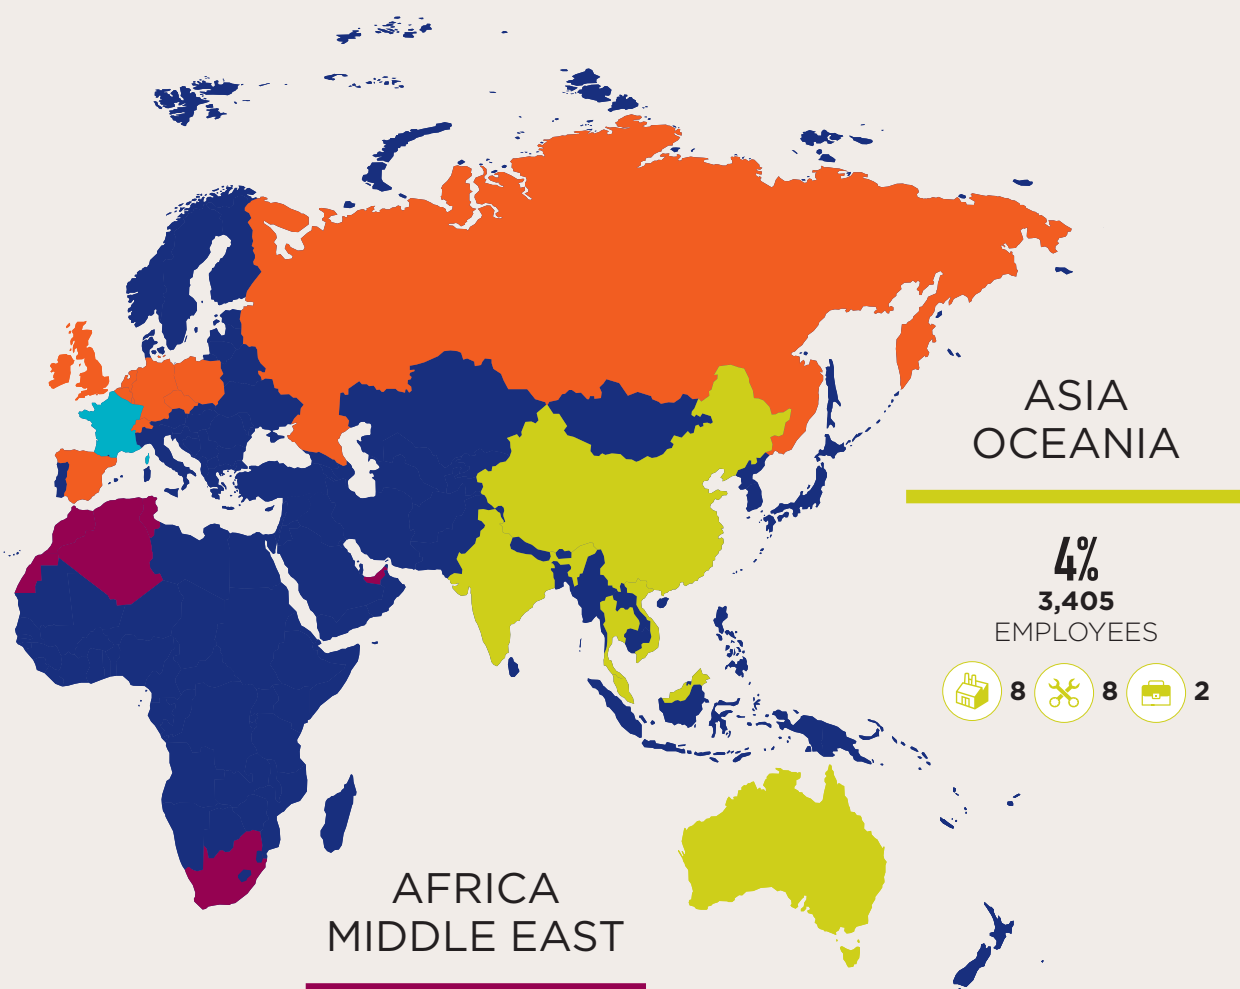 ASIA
OCEANIA
4%
3,405
EMPLOYEES
8 8 2
AFRICA
MIDDLE EAST